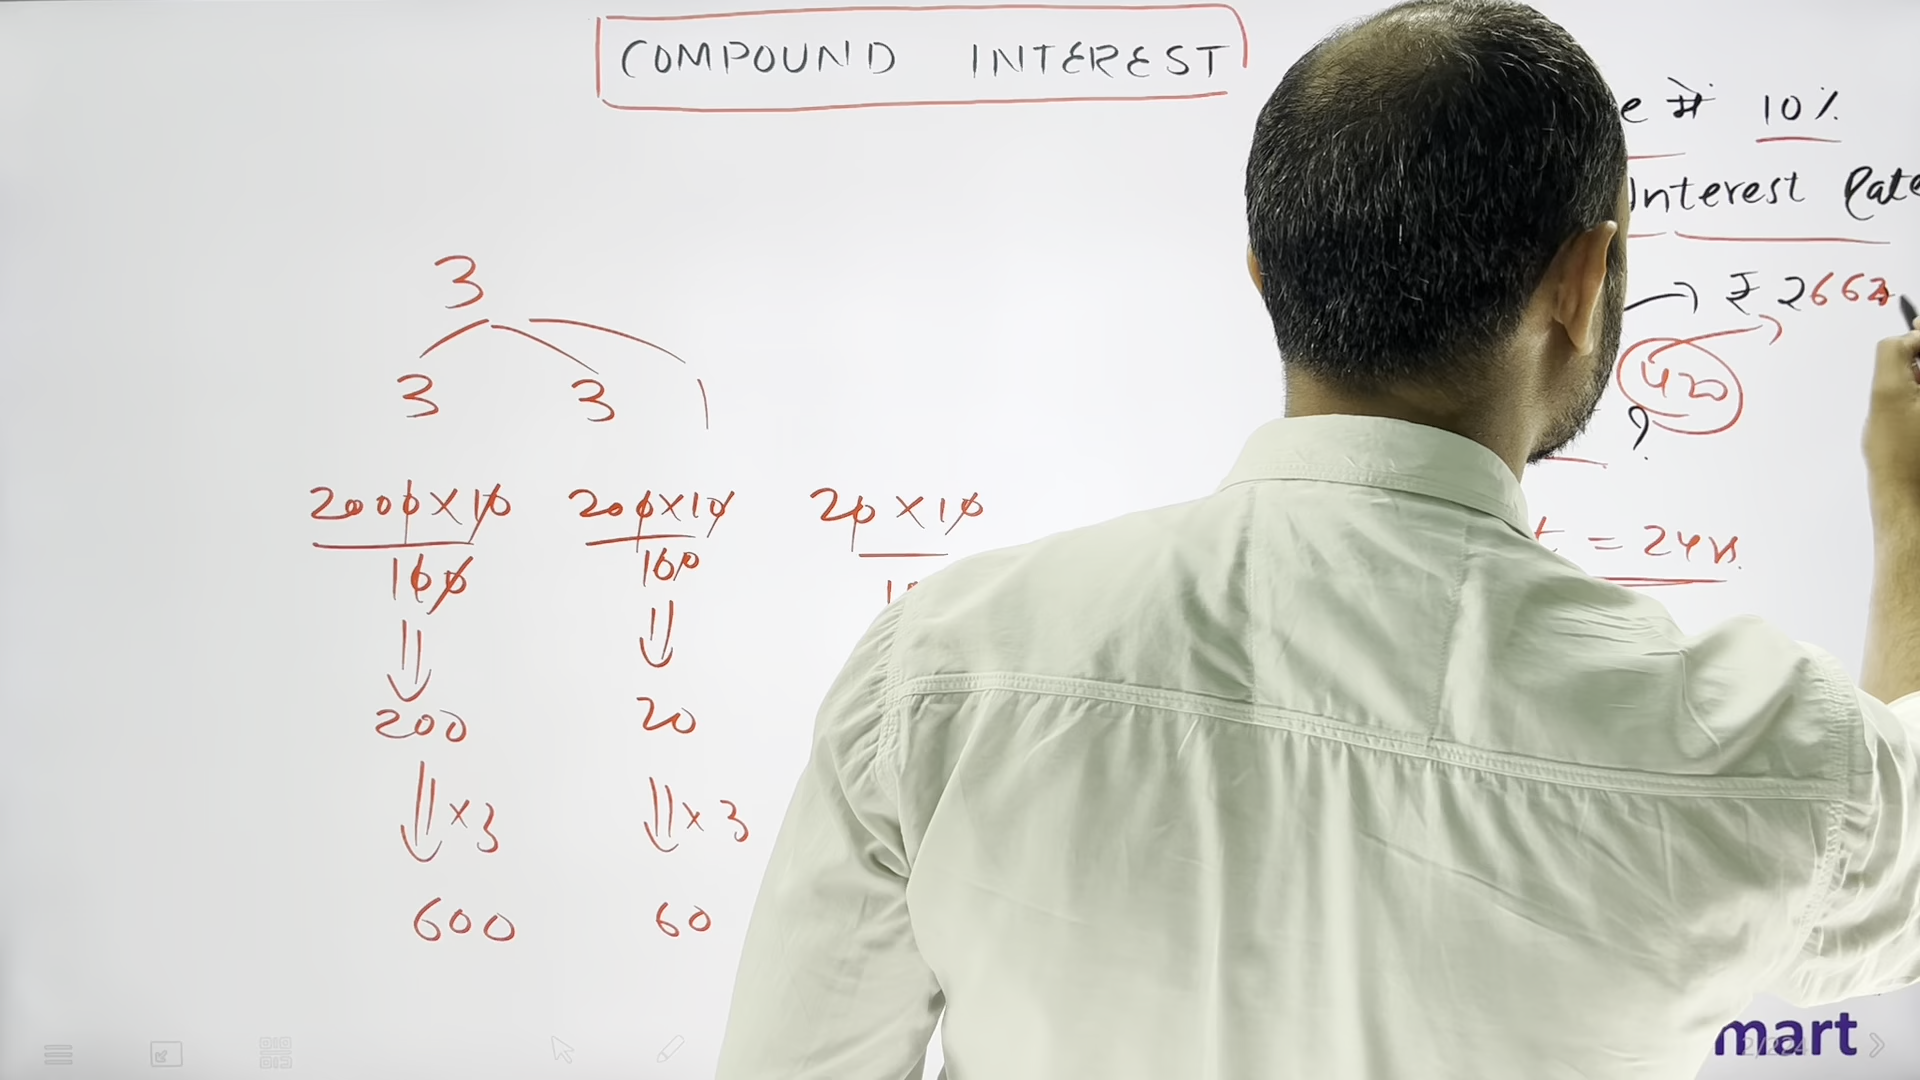 COMPOUND INTEREST
10%
Interest Rate
₹ 2662
420
?
t = 2yrs.
3
3 3 1
2000×10 200×10 20×10
100 100
200 20
×3 ×3
600 60
mart